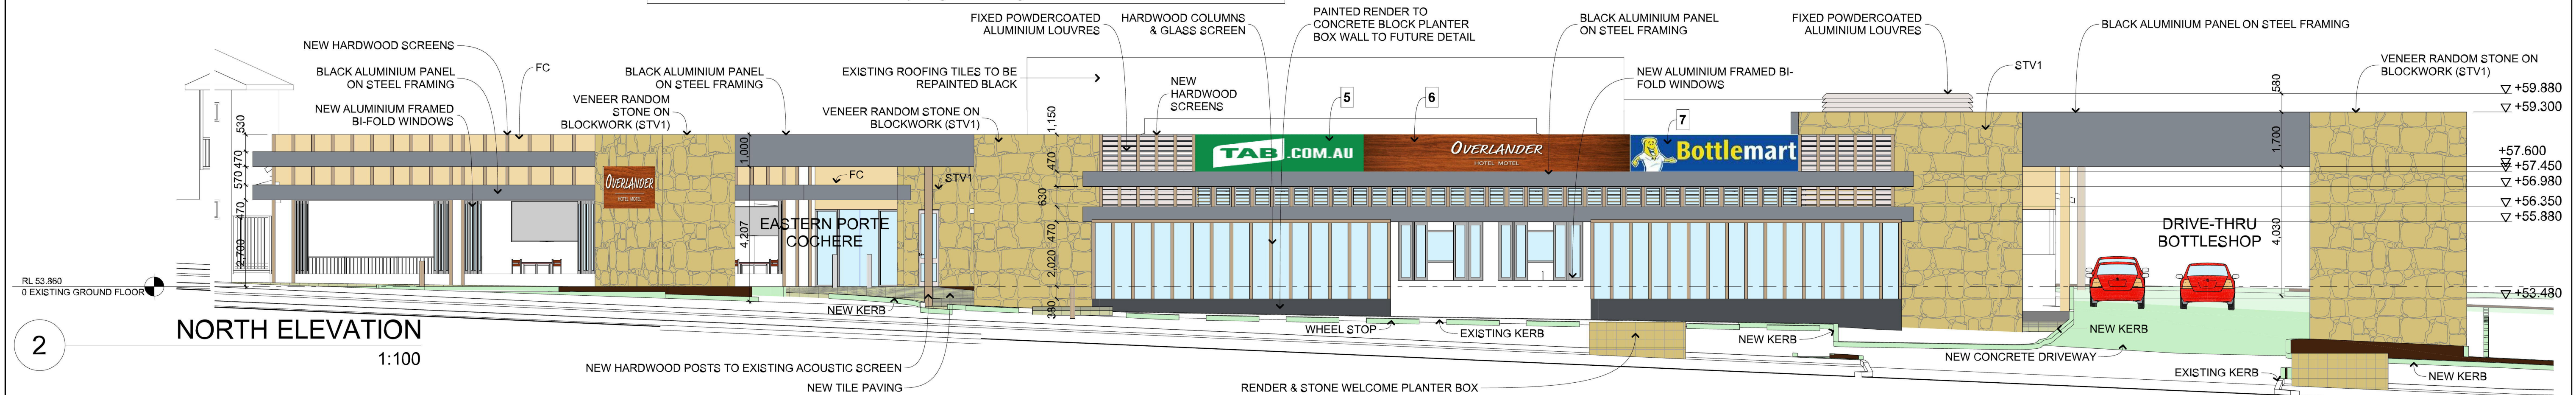 FIXED POWDERCOATED
ALUMINIUM LOUVRES
HARDWOOD COLUMNS
& GLASS SCREEN
PAINTED RENDER TO
CONCRETE BLOCK PLANTER
BOX WALL TO FUTURE DETAIL
BLACK ALUMINIUM PANEL
ON STEEL FRAMING
FIXED POWDERCOATED
ALUMINIUM LOUVRES
BLACK ALUMINIUM PANEL ON STEEL FRAMING
NEW HARDWOOD SCREENS
FC
BLACK ALUMINIUM PANEL
ON STEEL FRAMING
NEW ALUMINIUM FRAMED
BI-FOLD WINDOWS
BLACK ALUMINIUM PANEL
ON STEEL FRAMING
VENEER RANDOM
STONE ON
BLOCKWORK (STV1)
EXISTING ROOFING TILES TO BE
REPAINTED BLACK
VENEER RANDOM STONE ON
BLOCKWORK (STV1)
NEW
HARDWOOD
SCREENS
5
6
7
NEW ALUMINIUM FRAMED BI-
FOLD WINDOWS
STV1
VENEER RANDOM STONE ON
BLOCKWORK (STV1)
580
+59.880
+59.300
530
470
570
470
2,700
1,000
4,207
1,150
470
630
470
2,020
380
1,700
4,030
+57.600
+57.450
+56.980
+56.350
+55.880
+53.480
TAB.COM.AU
OVERLANDER
HOTEL MOTEL
Bottlemart
OVERLANDER
HOTEL MOTEL
FC
STV1
EASTERN PORTE
COCHERE
DRIVE-THRU
BOTTLESHOP
RL 53.860
0 EXISTING GROUND FLOOR
2
NORTH ELEVATION
1:100
NEW KERB
WHEEL STOP
EXISTING KERB
NEW KERB
NEW KERB
NEW CONCRETE DRIVEWAY
EXISTING KERB
NEW KERB
NEW HARDWOOD POSTS TO EXISTING ACOUSTIC SCREEN
NEW TILE PAVING
RENDER & STONE WELCOME PLANTER BOX